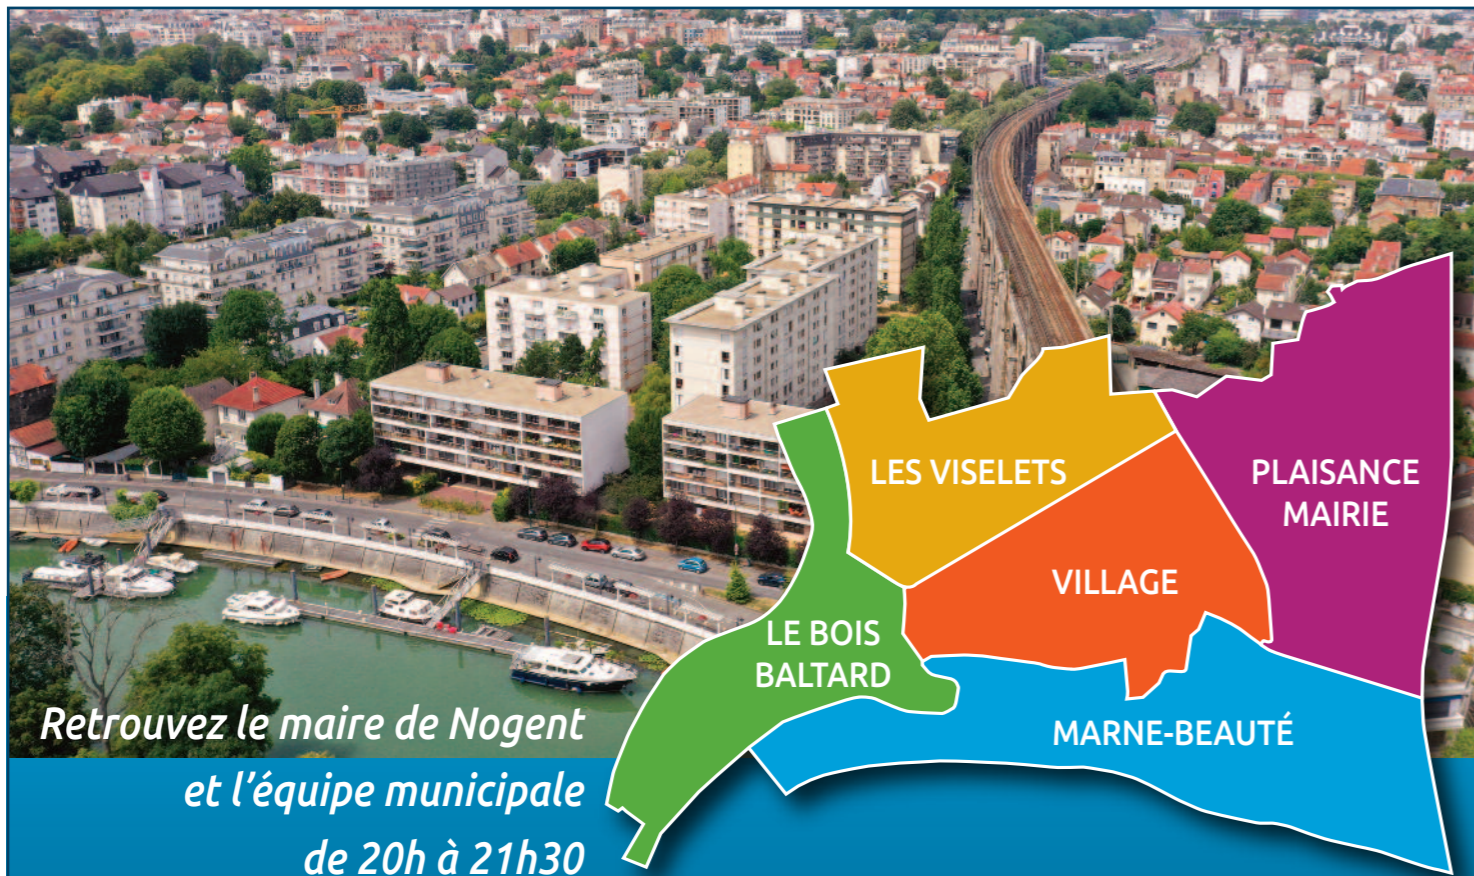 LES VISELETS
PLAISANCE
MAIRIE
VILLAGE
LE BOIS
BALTARD
MARNE-BEAUTÉ
Retrouvez le maire de Nogent
et l'équipe municipale
de 20h à 21h30